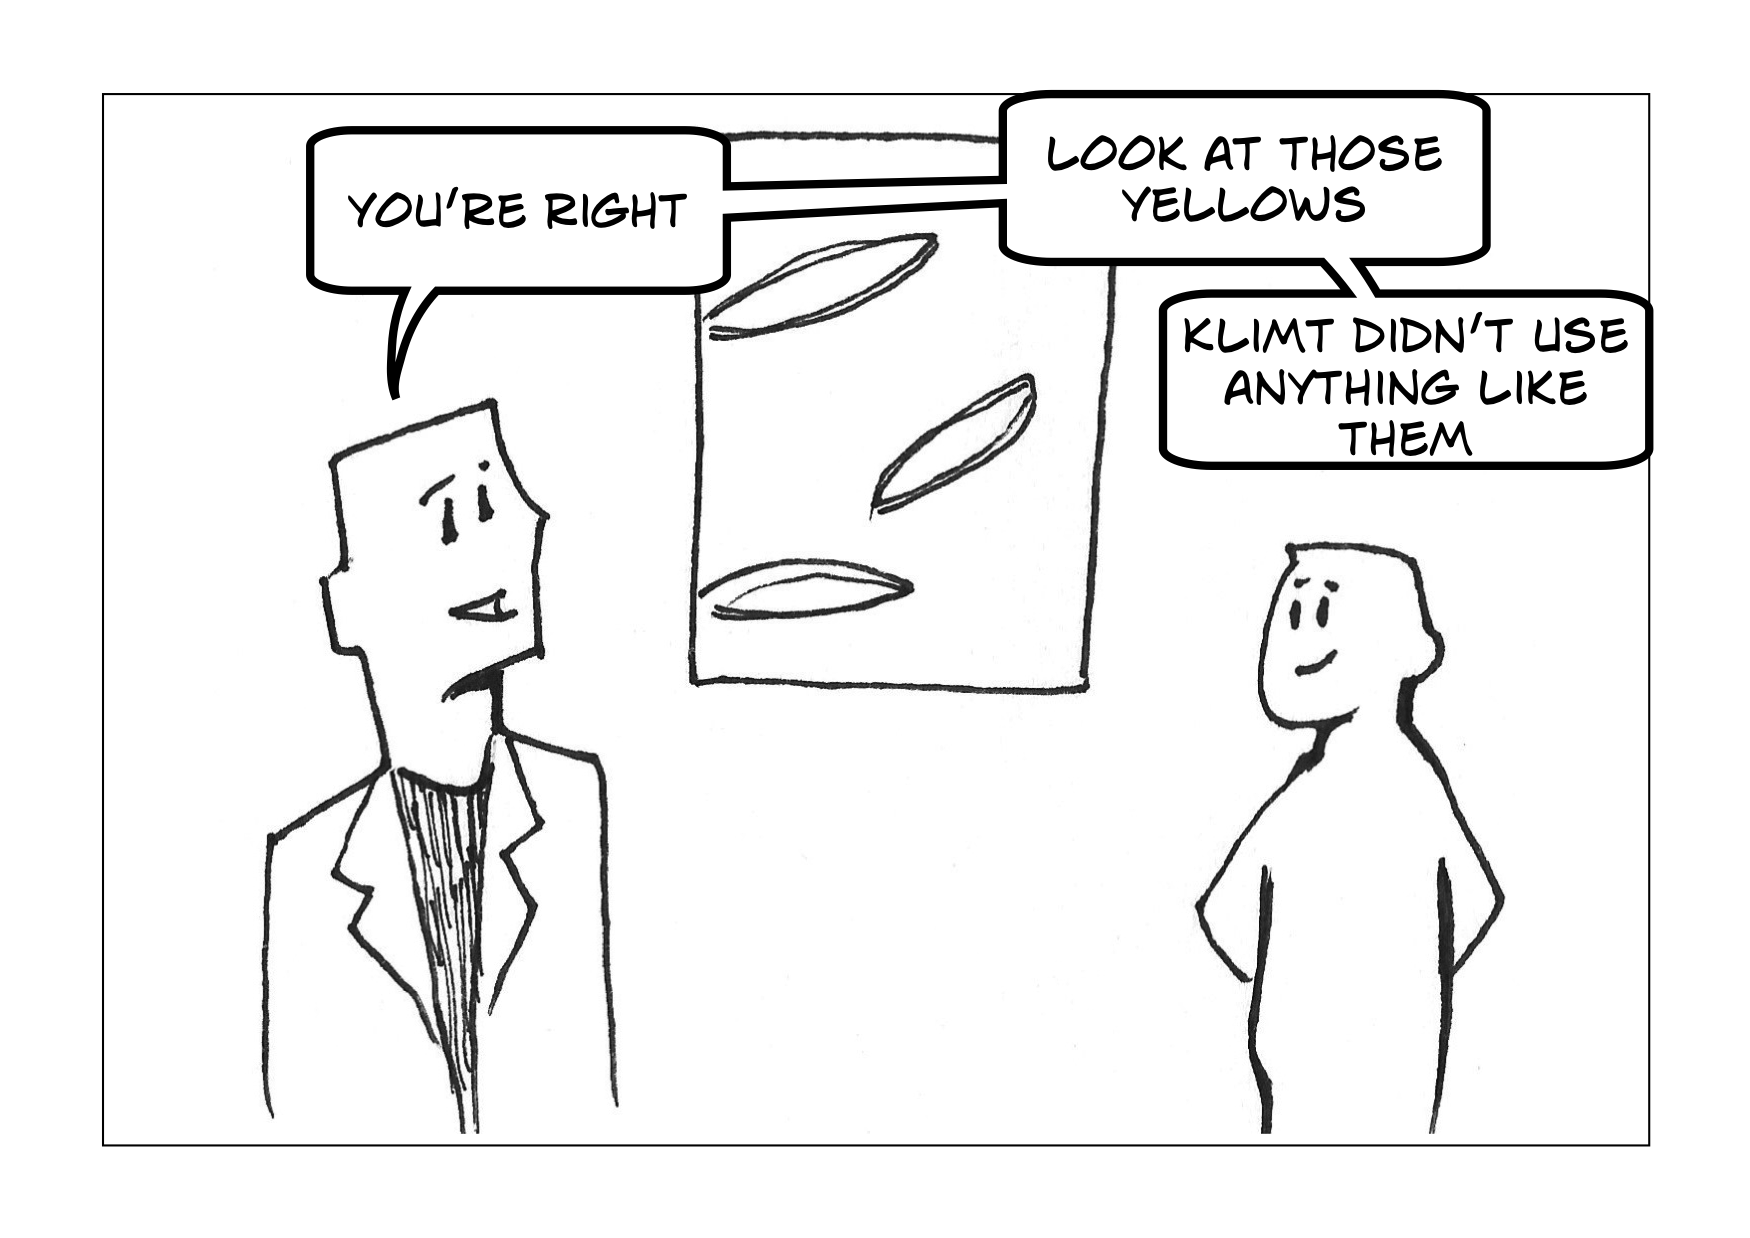 YOU'RE RIGHT
LOOK AT THOSE
YELLOWS
KLIMT DIDN'T USE
ANYTHING LIKE
THEM